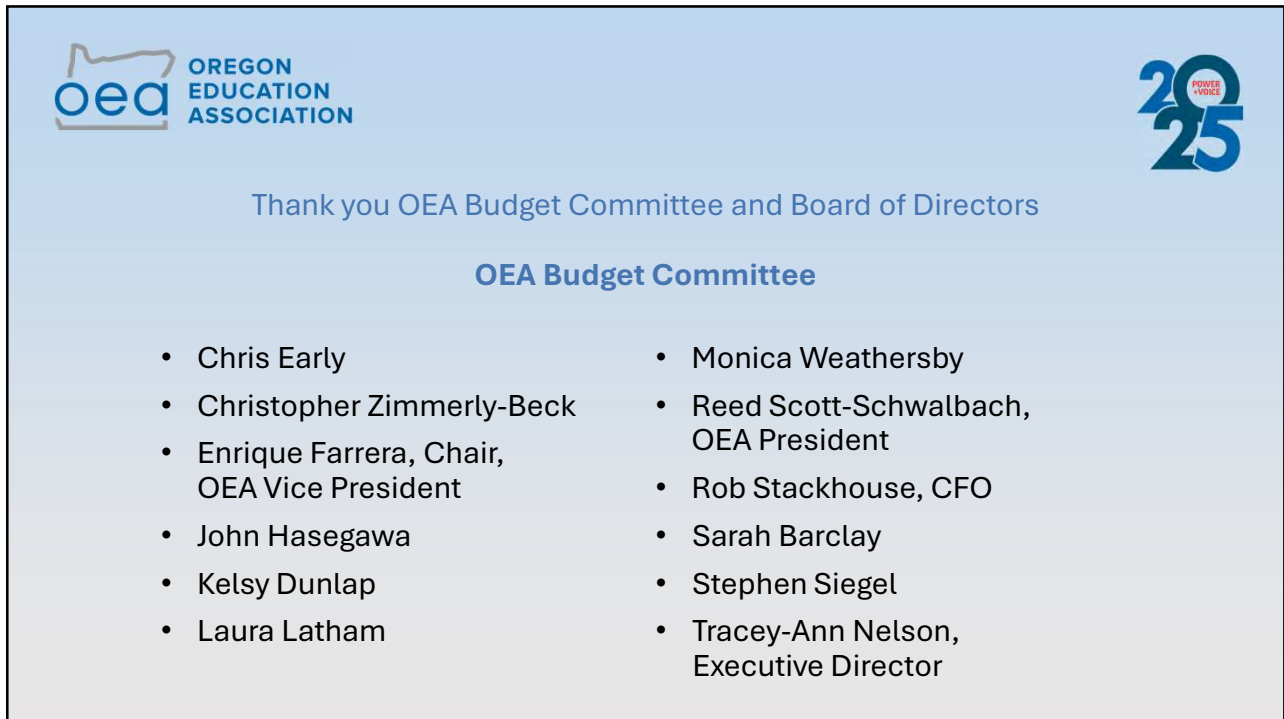 oea
OREGON
EDUCATION
ASSOCIATION
2025
POWER
+VOICE
Thank you OEA Budget Committee and Board of Directors
OEA Budget Committee
• Chris Early
• Christopher Zimmerly-Beck
• Enrique Farrera, Chair,
OEA Vice President
• John Hasegawa
• Kelsy Dunlap
• Laura Latham
• Monica Weathersby
• Reed Scott-Schwalbach,
OEA President
• Rob Stackhouse, CFO
• Sarah Barclay
• Stephen Siegel
• Tracey-Ann Nelson,
Executive Director